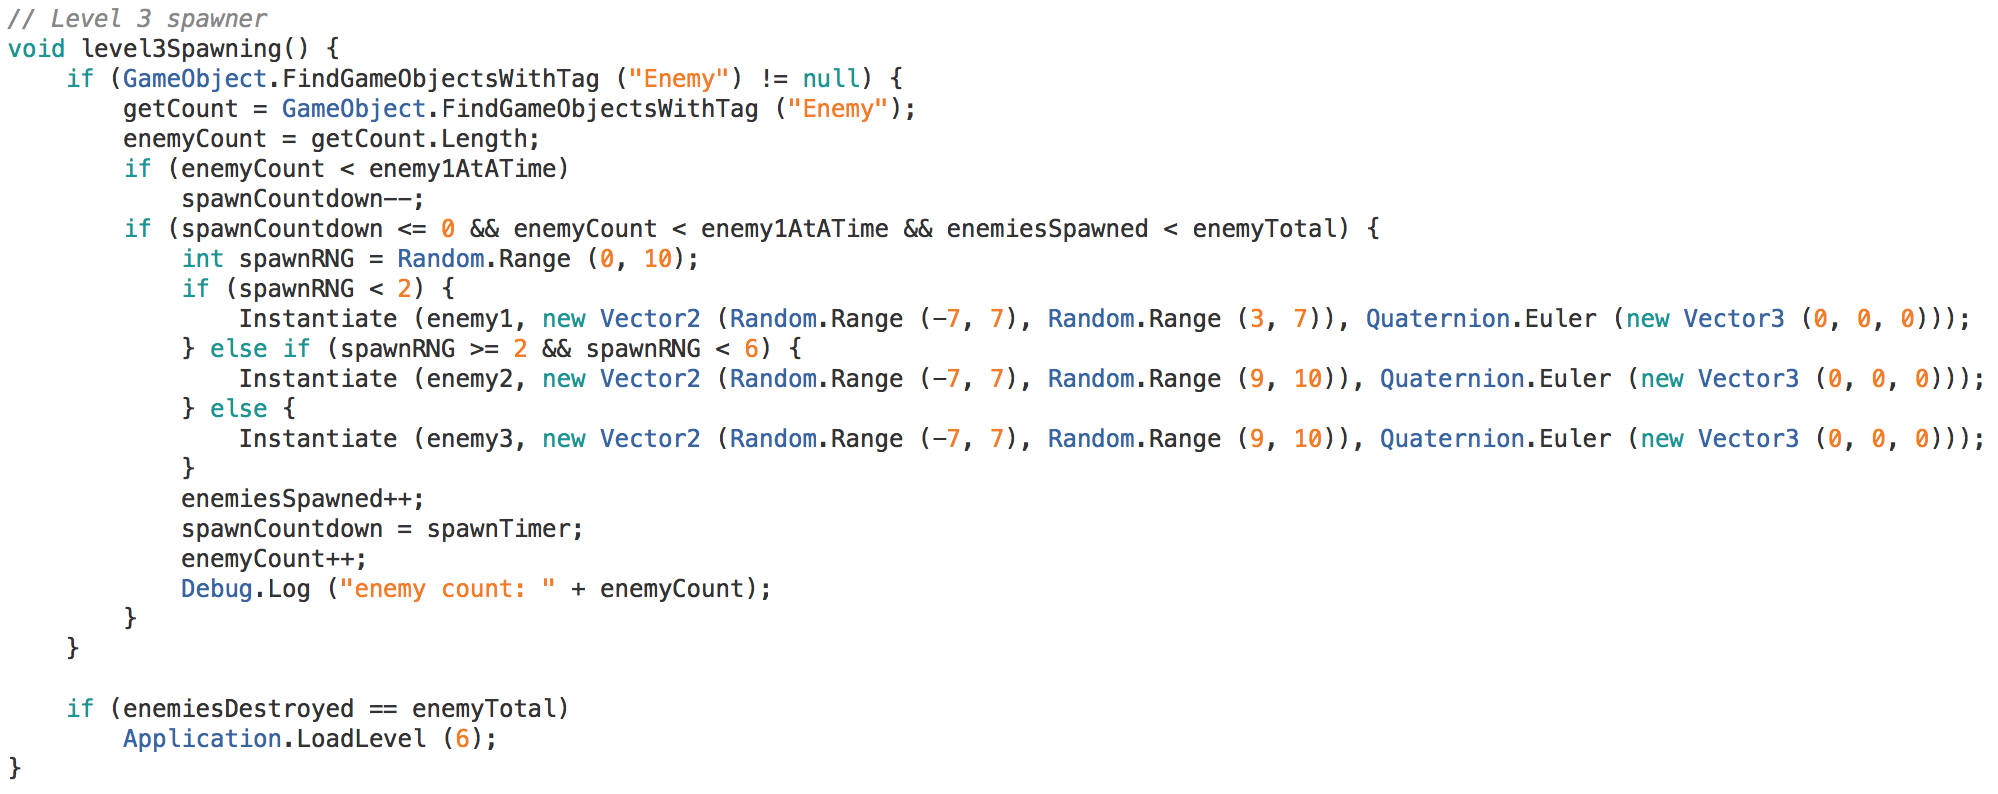 // Level 3 spawner
void level3Spawning() {
    if (GameObject.FindGameObjectsWithTag ("Enemy") != null) {
        getCount = GameObject.FindGameObjectsWithTag ("Enemy");
        enemyCount = getCount.Length;
        if (enemyCount < enemy1AtATime)
            spawnCountdown--;
        if (spawnCountdown <= 0 && enemyCount < enemy1AtATime && enemiesSpawned < enemyTotal) {
            int spawnRNG = Random.Range (0, 10);
            if (spawnRNG < 2) {
                Instantiate (enemy1, new Vector2 (Random.Range (-7, 7), Random.Range (3, 7)), Quaternion.Euler (new Vector3 (0, 0, 0)));
            } else if (spawnRNG >= 2 && spawnRNG < 6) {
                Instantiate (enemy2, new Vector2 (Random.Range (-7, 7), Random.Range (9, 10)), Quaternion.Euler (new Vector3 (0, 0, 0)));
            } else {
                Instantiate (enemy3, new Vector2 (Random.Range (-7, 7), Random.Range (9, 10)), Quaternion.Euler (new Vector3 (0, 0, 0)));
            }
            enemiesSpawned++;
            spawnCountdown = spawnTimer;
            enemyCount++;
            Debug.Log ("enemy count: " + enemyCount);
        }
    }

    if (enemiesDestroyed == enemyTotal)
        Application.LoadLevel (6);
}